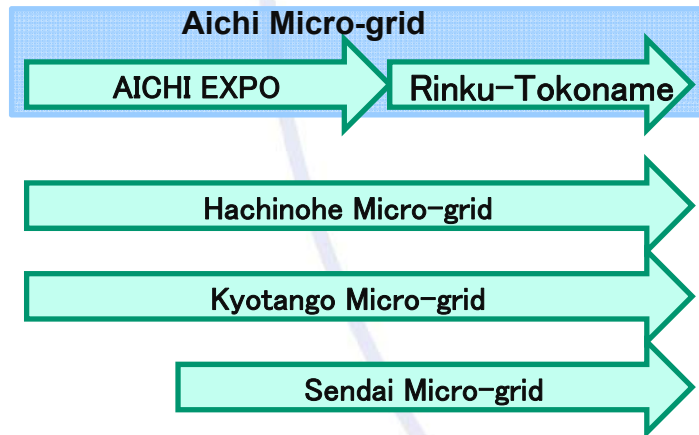 Aichi Micro-grid
AICHI EXPO
Rinku-Tokoname
Hachinohe Micro-grid
Kyotango Micro-grid
Sendai Micro-grid